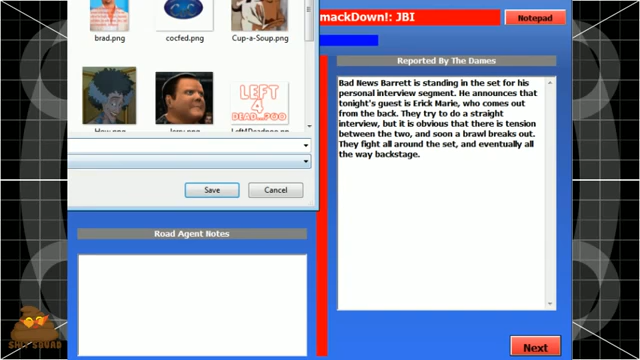 mackDown!: JBI
Notepad
brad.png
cocfed.png
Cup-a-Soup.png
LEFT
4
DEAD...POO
Save
Cancel
Reported By The Dames
Bad News Barrett is standing in the set for his
personal interview segment. He announces that
tonight's guest is Erick Marie, who comes out
from the back. They try to do a straight
interview, but it is obvious that there is tension
between the two, and soon a brawl breaks out.
They fight all around the set, and eventually all
the way backstage.
Road Agent Notes
Next
SHIT SQUAD